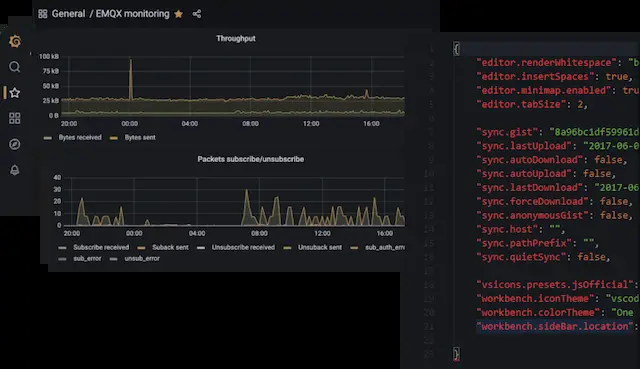 General / EMQX monitoring
Throughput
100 kB
75 kB
50 kB
25 kB
0 B
20:00 00:00 04:00 08:00 12:00 16:00
Bytes received Bytes sent
Packets subscribe/unsubscribe
40
30
20
10
0
20:00 00:00 04:00 08:00 12:00 16:00
Subscribe received Suback sent Unsubscribe received Unsuback sent sub_auth_erro
sub_error unsub_error
{
"editor.renderWhitespace": "b
"editor.insertSpaces": true,
"editor.minimap.enabled": tru
"editor.tabSize": 2,
"sync.gist": "8a96bc1df59961d
"sync.lastUpload": "2017-06-0
"sync.autoDownload": false,
"sync.autoUpload": false,
"sync.lastDownload": "2017-06
"sync.forceDownload": false,
"sync.anonymousGist": false,
"sync.host": "",
"sync.pathPrefix": "",
"sync.quietSync": false,
"vsicons.presets.jsOfficial":
"workbench.iconTheme": "vscod
"workbench.colorTheme": "One
"workbench.sideBar.location":
}